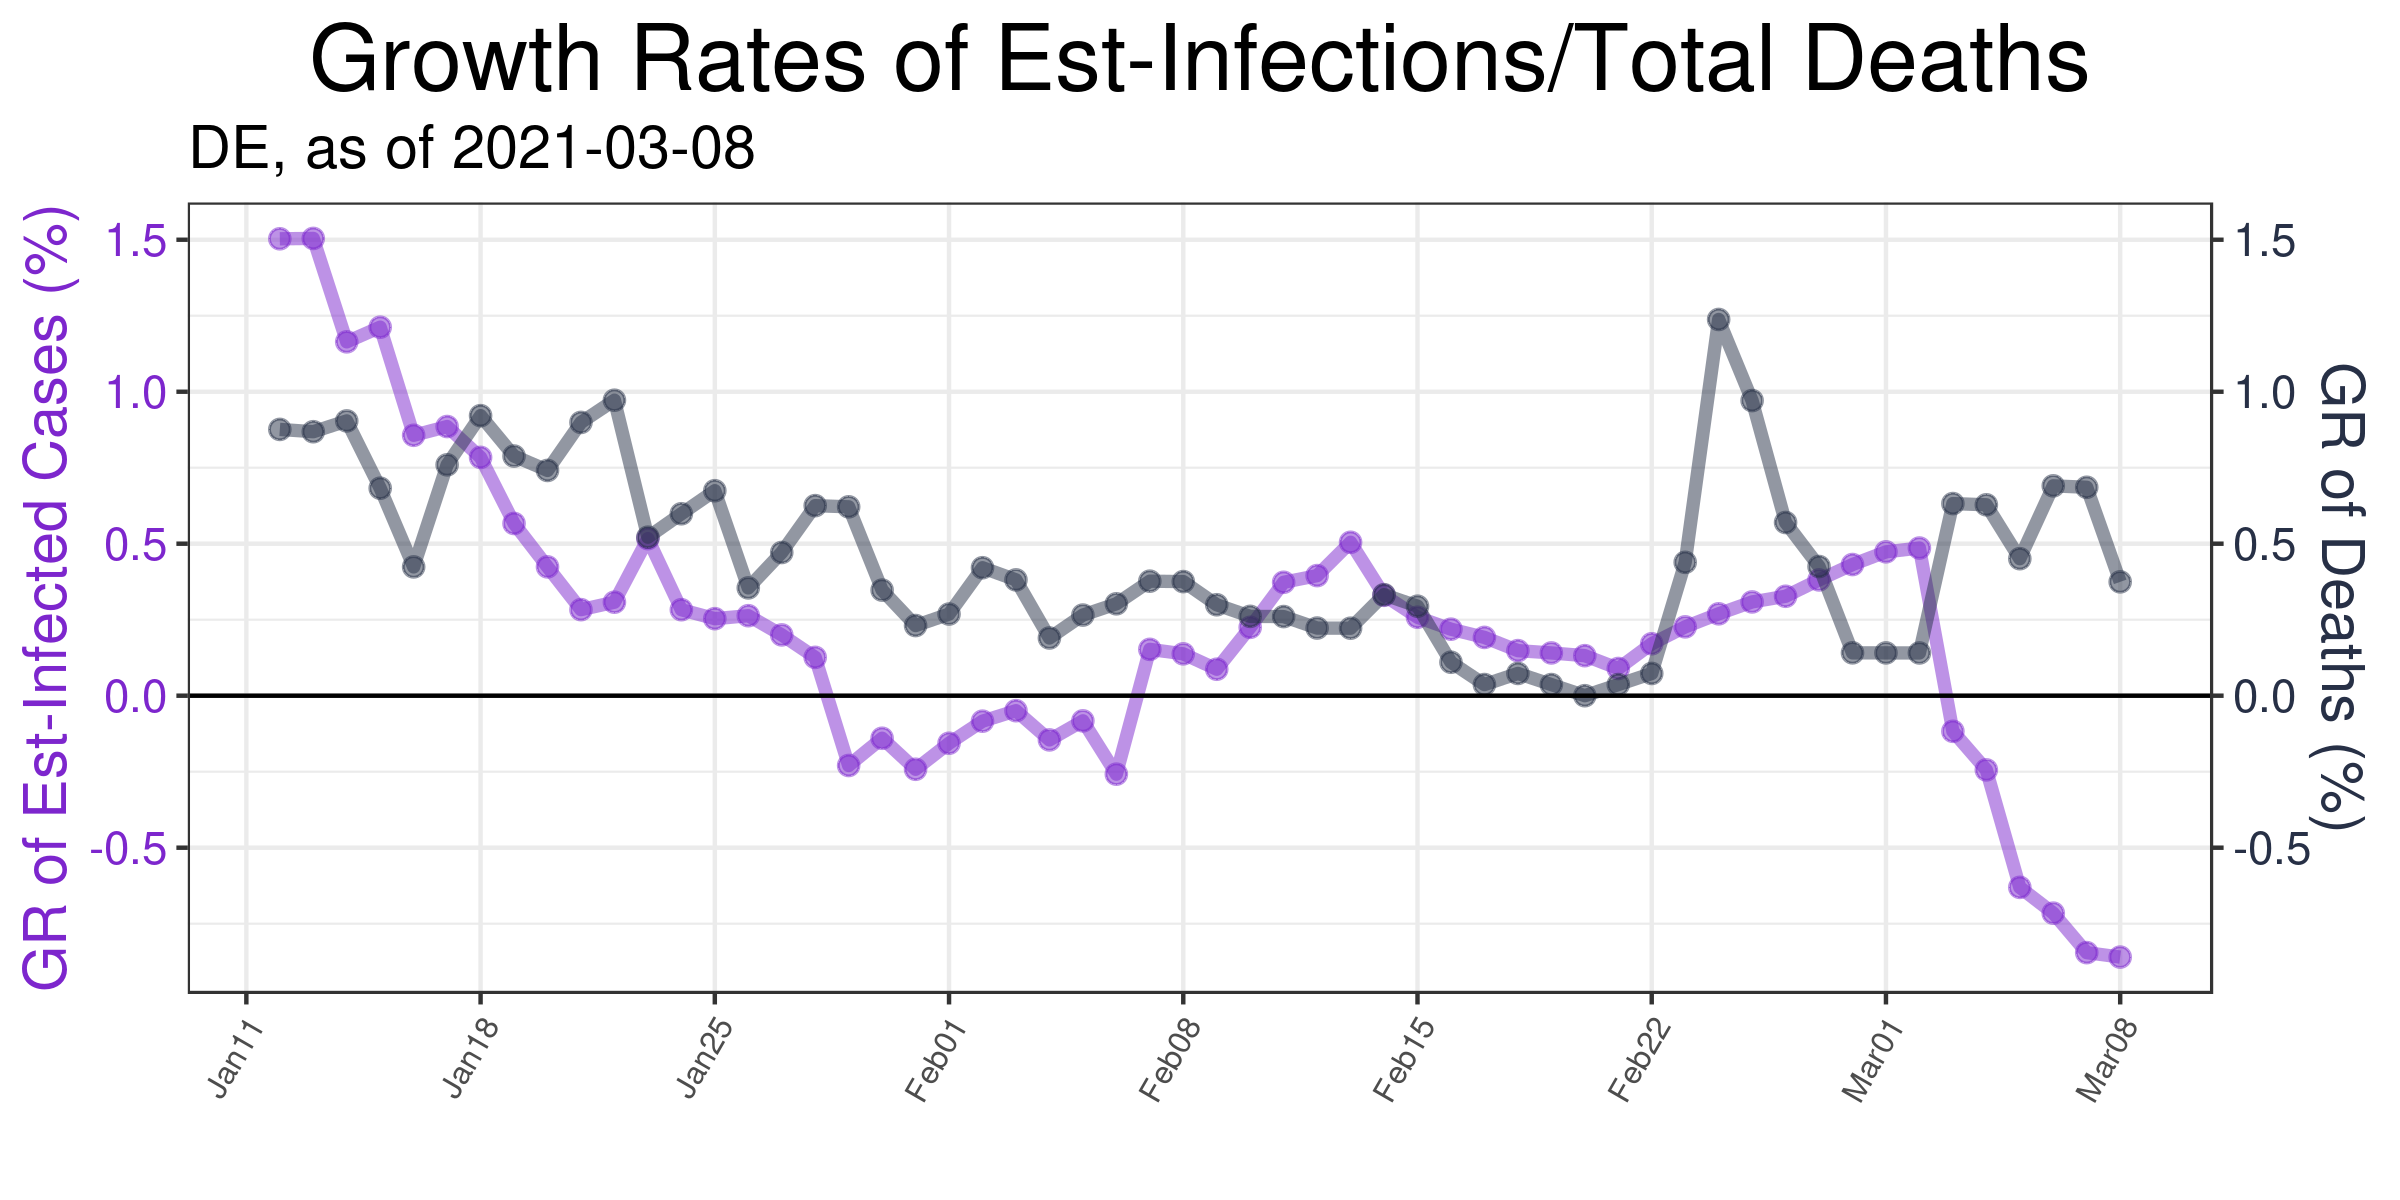 Growth Rates of Est-Infections/Total Deaths
DE, as of 2021-03-08
GR of Est-Infected Cases (%)
1.5
1.0
0.5
0.0
-0.5
1.5
1.0
0.5
0.0
-0.5
GR of Deaths (%)
Jan11
Jan18
Jan25
Feb01
Feb08
Feb15
Feb22
Mar01
Mar08